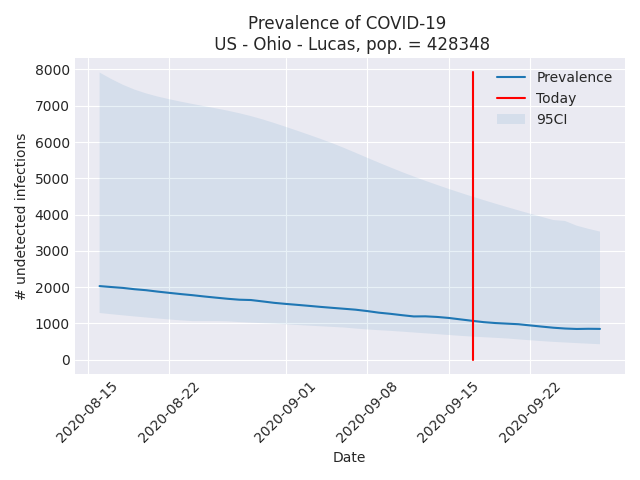 Prevalence of COVID-19
US - Ohio - Lucas, pop. = 428348
Prevalence
Today
95CI
# undetected infections
8000
7000
6000
5000
4000
3000
2000
1000
0
2020-08-15
2020-08-22
2020-09-01
2020-09-08
2020-09-15
2020-09-22
Date